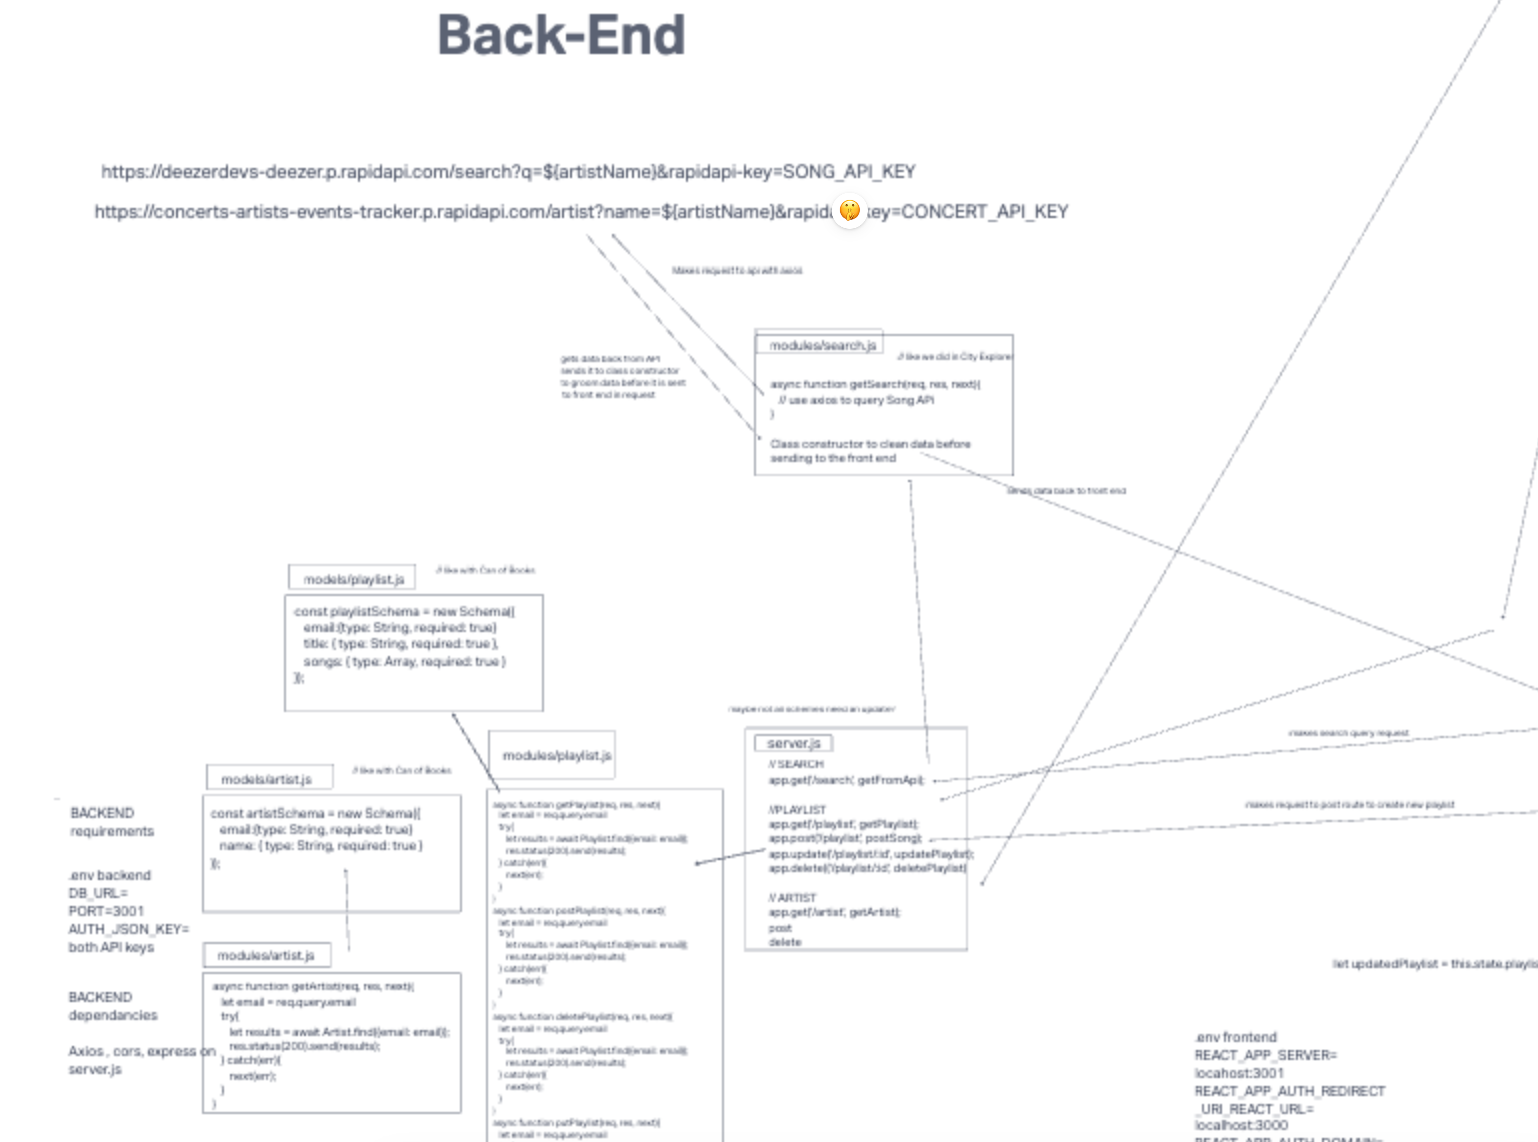 Back-End
https://deezerdevs-deezer.p.rapidapi.com/search?q=${artistName}&rapidapi-key=SONG_API_KEY
https://concerts-artists-events-tracker.p.rapidapi.com/artist?name=${artistName}&rapida key=CONCERT_API_KEY
Makes request to api with axios
gets data back from API
sends it to class constructor
to groom data before it is sent
to front end in request
modules/search.js
// like we did in City Explorer
async function getSearch(req, res, next){
// use axios to query Song API
}
Class constructor to clean data before
sending to the front end
sends data back to front end
models/playlist.js
// like with Can of Books
const playlistSchema = new Schema({
email:{type: String, required: true}
title: { type: String, required: true },
songs: { type: Array, required: true }
});
models/artist.js
// like with Can of Books
const artistSchema = new Schema({
email:{type: String, required: true}
name: { type: String, required: true }
});
BACKEND
requirements
.env backend
DB_URL=
PORT=3001
AUTH_JSON_KEY=
both API keys
BACKEND
dependancies
Axios , cors, express on
server.js
modules/artist.js
async function getArtist(req, res, next){
let email = req.query.email
try{
let results = await Artist.find({email: email});
res.status(200).send(results);
} catch(err){
next(err);
}
}
modules/playlist.js
async function getPlaylist(req, res, next){
let email = req.query.email
try{
let results = await Playlist.find({email: email});
res.status(200).send(results);
} catch(err){
next(err);
}
}
async function postPlaylist(req, res, next){
let email = req.query.email
try{
let results = await Playlist.find({email: email});
res.status(200).send(results);
} catch(err){
next(err);
}
}
async function deletePlaylist(req, res, next){
let email = req.query.email
try{
let results = await Playlist.find({email: email});
res.status(200).send(results);
} catch(err){
next(err);
}
}
async function putPlaylist(req, res, next){
let email = req.query.email
maybe not all schemes need an update/
server.js
// SEARCH
app.get('/search', getFromApi);
//PLAYLIST
app.get('/playlist', getPlaylist);
app.post('/playlist', postSong);
app.update('/playlist/:id', updatePlaylist);
app.delete('/playlist/:id', deletePlaylist)
// ARTIST
app.get('/artist', getArtist);
post
delete
makes search query request
makes request to post route to create new playlist
let updatedPlaylist = this.state.playlis
.env frontend
REACT_APP_SERVER=
locahost:3001
REACT_APP_AUTH_REDIRECT
_URI_REACT_URL=
localhost:3000
REACT_APP_AUTH_DOMAIN=